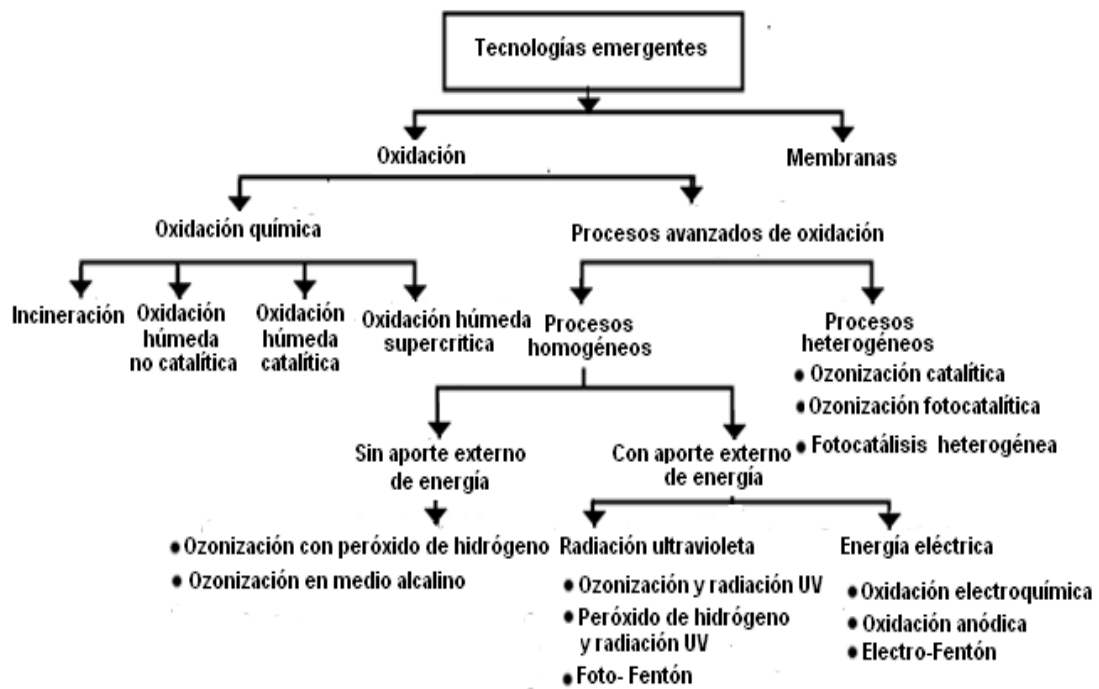 Tecnologías emergentes
Oxidación
Membranas
Oxidación química
Procesos avanzados de oxidación
Incineración
Oxidación
húmeda
no catalítica
Oxidación
húmeda
catalítica
Oxidación húmeda
supercritica
Procesos
homogéneos
Procesos
heterogéneos
● Ozonización catalítica
● Ozonización fotocatalítica
● Fotocatálisis heterogénea
Sin aporte externo
de energía
Con aporte externo
de energía
● Ozonización con peróxido de hidrógeno
● Ozonización en medio alcalino
Radiación ultravioleta
● Ozonización y radiación UV
● Peróxido de hidrógeno
y radiación UV
● Foto- Fentón
Energía eléctrica
● Oxidación electroquímica
● Oxidación anódica
● Electro-Fentón